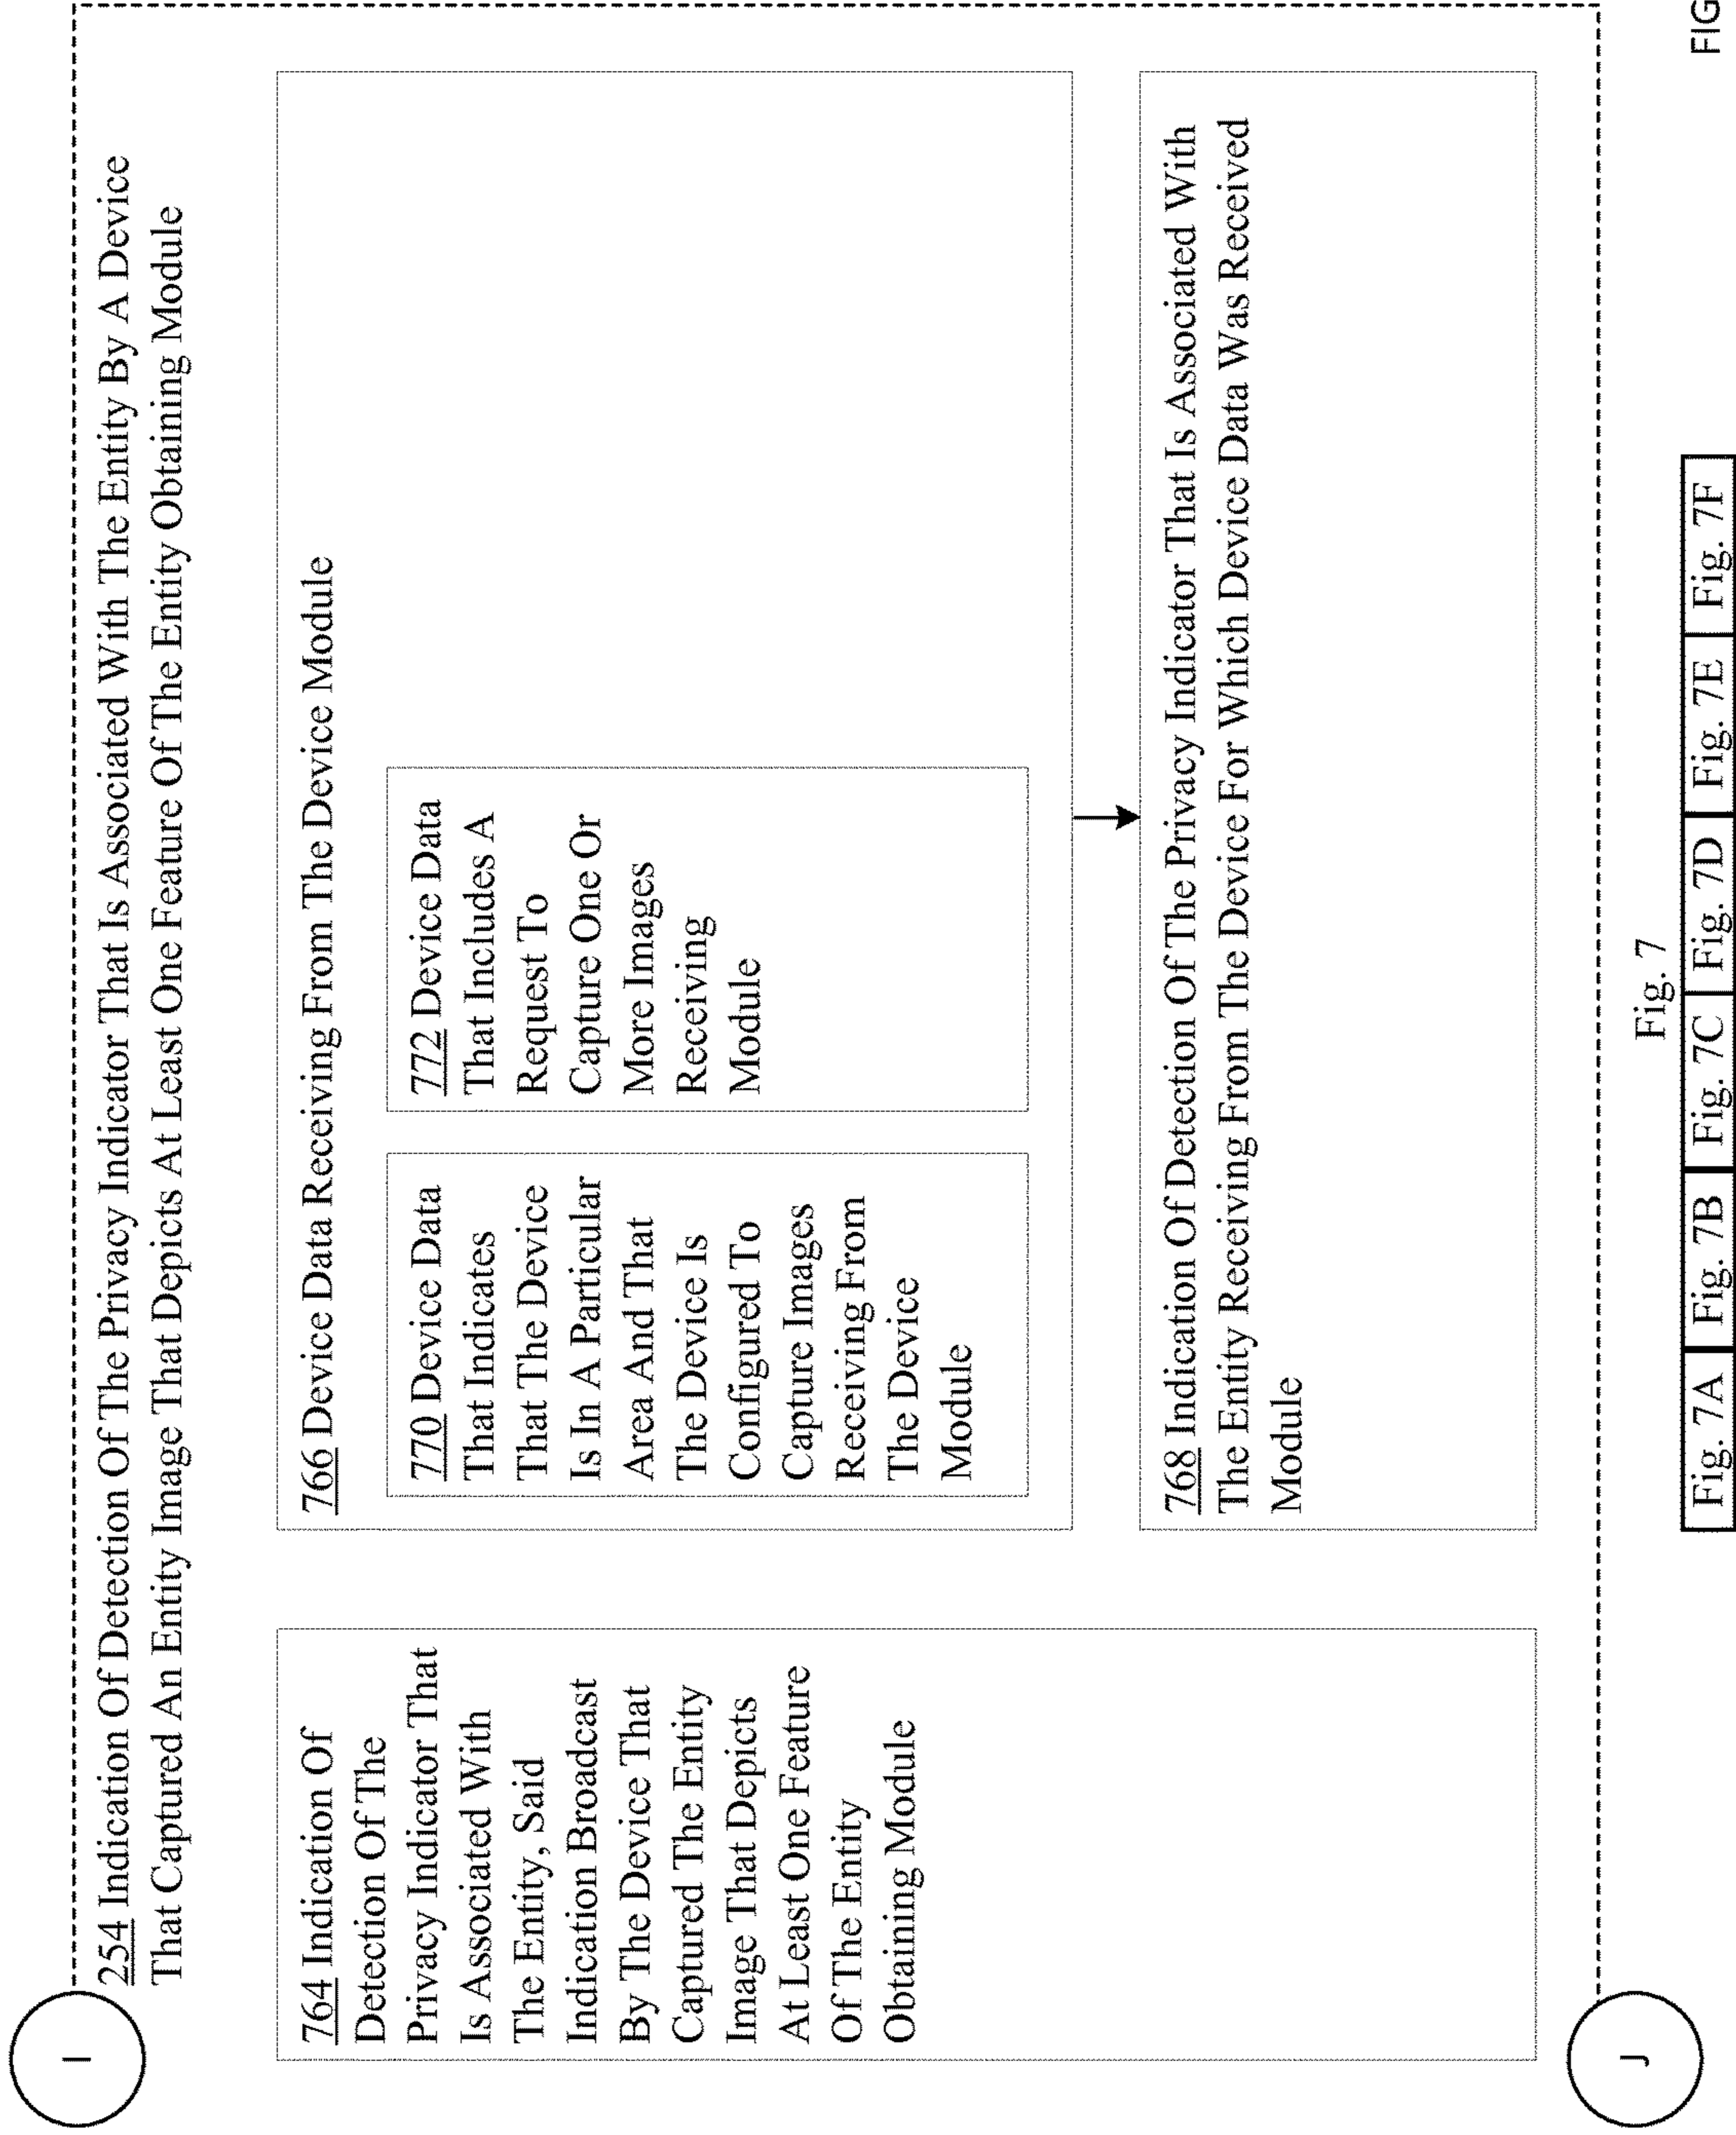 I
254 Indication Of Detection Of The Privacy Indicator That Is Associated With The Entity By A Device
That Captured An Entity Image That Depicts At Least One Feature Of The Entity Obtaining Module
764 Indication Of
Detection Of The
Privacy Indicator That
Is Associated With
The Entity, Said
Indication Broadcast
By The Device That
Captured The Entity
Image That Depicts
At Least One Feature
Of The Entity
Obtaining Module
766 Device Data Receiving From The Device Module
770 Device Data
That Indicates
That The Device
Is In A Particular
Area And That
The Device Is
Configured To
Capture Images
Receiving From
The Device
Module
772 Device Data
That Includes A
Request To
Capture One Or
More Images
Receiving
Module
768 Indication Of Detection Of The Privacy Indicator That Is Associated With
The Entity Receiving From The Device For Which Device Data Was Received
Module
J
Fig. 7
Fig. 7A Fig. 7B Fig. 7C Fig. 7D Fig. 7E Fig. 7F
FIG